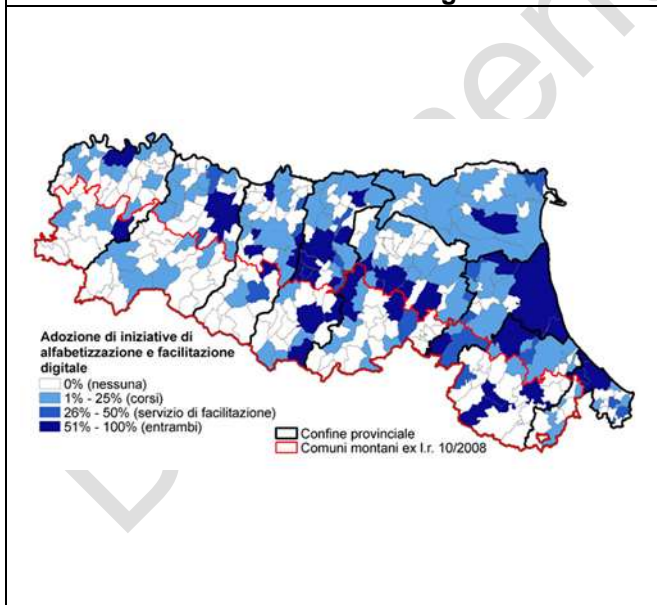 Adozione di iniziative di
alfabetizzazione e facilitazione
digitale
0% (nessuna)
1% - 25% (corsi)
26% - 50% (servizio di facilitazione)
51% - 100% (entrambi)
Confine provinciale
Comuni montani ex l.r. 10/2008